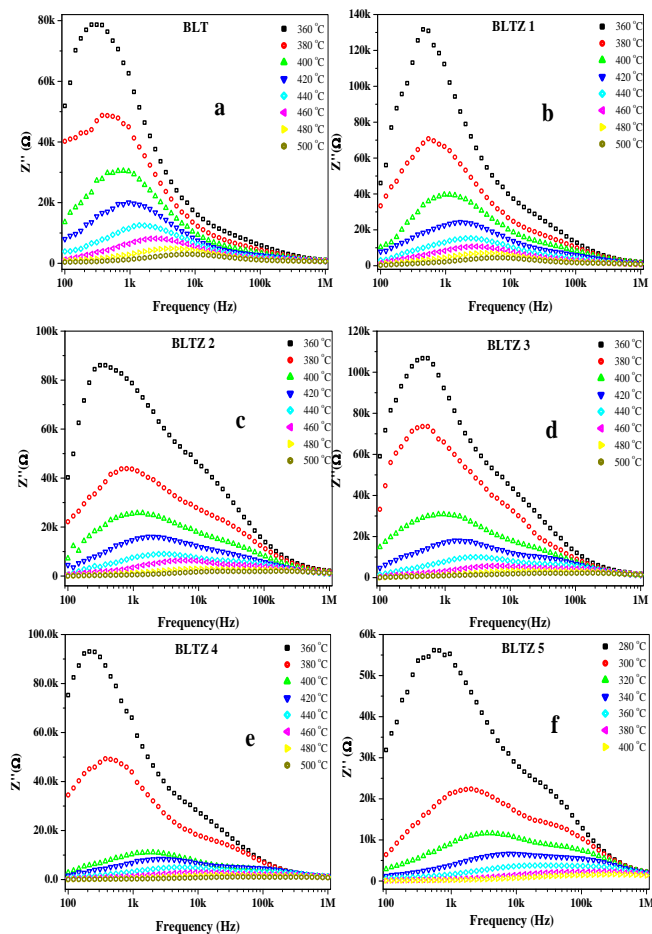 BLT
a
Z'' (Ω)
80k
60k
40k
20k
0
100
1k
10k
100k
1M
Frequency (Hz)
360 °C
380 °C
400 °C
420 °C
440 °C
460 °C
480 °C
500 °C
BLTZ 1
b
Z'' (Ω)
140k
120k
100k
80k
60k
40k
20k
0
100
1k
10k
100k
1M
Frequency (Hz)
360 °C
380 °C
400 °C
420 °C
440 °C
460 °C
480 °C
500 °C
BLTZ 2
c
Z''(Ω)
100k
80k
60k
40k
20k
0
100
1k
10k
100k
1M
Frequency(Hz)
360 °C
380 °C
400 °C
420 °C
440 °C
460 °C
480 °C
500 °C
BLTZ 3
d
Z''(Ω)
120k
100k
80k
60k
40k
20k
0
100
1k
10k
100k
1M
Frequency(Hz)
360 °C
380 °C
400 °C
420 °C
440 °C
460 °C
480 °C
500 °C
BLTZ 4
e
Z'' (Ω)
100.0k
80.0k
60.0k
40.0k
20.0k
0.0
100
1k
10k
100k
1M
Frequency (Hz)
360 °C
380 °C
400 °C
420 °C
440 °C
460 °C
480 °C
500 °C
BLTZ 5
f
Z'' (Ω)
60k
50k
40k
30k
20k
10k
0
100
1k
10k
100k
1M
Frequency (Hz)
280 °C
300 °C
320 °C
340 °C
360 °C
380 °C
400 °C